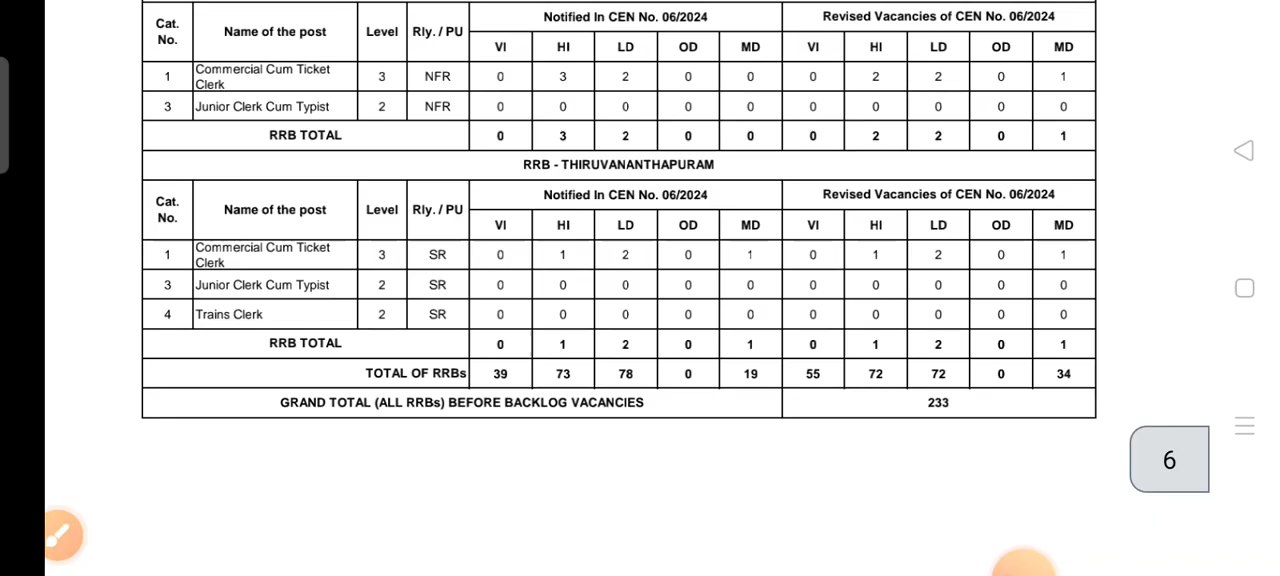 Cat. No. Name of the post Level Rly. / PU Notified In CEN No. 06/2024 Revised Vacancies of CEN No. 06/2024
VI HI LD OD MD VI HI LD OD MD
1 Commercial Cum Ticket Clerk 3 NFR 0 3 2 0 0 0 2 2 0 1
3 Junior Clerk Cum Typist 2 NFR 0 0 0 0 0 0 0 0 0 0
RRB TOTAL 0 3 2 0 0 0 2 2 0 1
RRB - THIRUVANANTHAPURAM
Cat. No. Name of the post Level Rly. / PU Notified In CEN No. 06/2024 Revised Vacancies of CEN No. 06/2024
VI HI LD OD MD VI HI LD OD MD
1 Commercial Cum Ticket Clerk 3 SR 0 1 2 0 1 0 1 2 0 1
3 Junior Clerk Cum Typist 2 SR 0 0 0 0 0 0 0 0 0 0
4 Trains Clerk 2 SR 0 0 0 0 0 0 0 0 0 0
RRB TOTAL 0 1 2 0 1 0 1 2 0 1
TOTAL OF RRBs 39 73 78 0 19 55 72 72 0 34
GRAND TOTAL (ALL RRBs) BEFORE BACKLOG VACANCIES 233
6